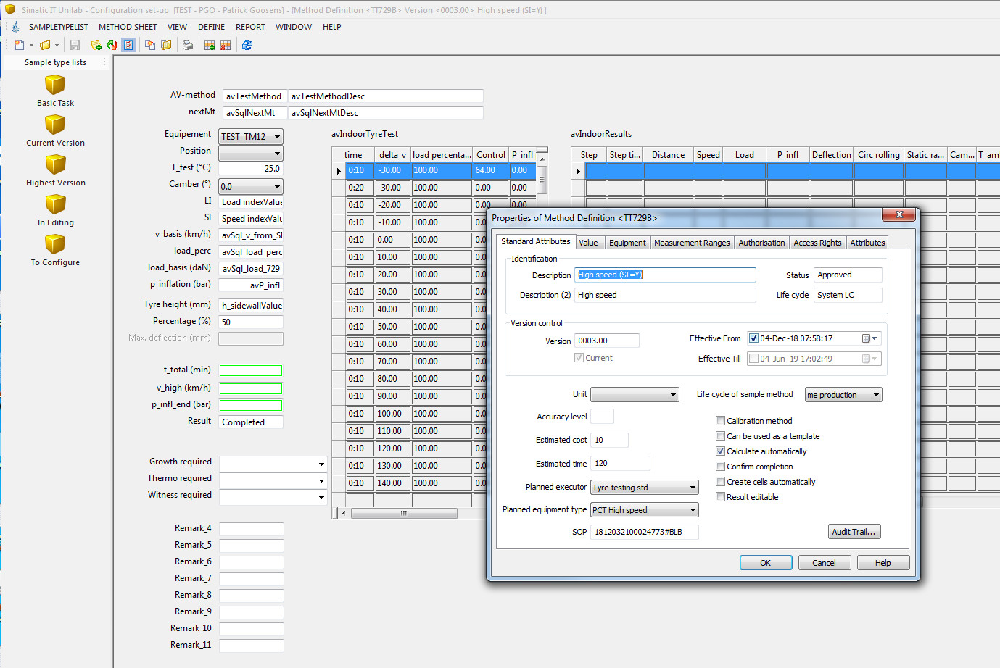 Simatic IT Unilab - Configuration set-up [TEST - PGO - Patrick Goosens] - [Method Definition <TT729B> Version <0003.00> High speed (SI=Y) ]
SAMPLETYPELIST METHOD SHEET VIEW DEFINE REPORT WINDOW HELP
Sample type lists
Basic Task
Current Version
Highest Version
In Editing
To Configure
AV-method avTestMethod avTestMethodDesc
nextMt avSqlNextMt avSqlNextMtDesc
Equipement TEST_TM12
Position
T_test (°C) 25.0
Camber (°) 0.0
LI Load indexValue
SI Speed indexValu
v_basis (km/h) avSql_v_from_SI
load_perc avSql_load_perc
load_basis (daN) avSql_load_729
p_inflation (bar) avP_infl
Tyre height (mm) h_sidewallValue
Percentage (%) 50
Max. deflection (mm)
t_total (min)
v_high (km/h)
p_infl_end (bar)
Result Completed
Growth required
Thermo required
Witness required
Remark_4
Remark_5
Remark_6
Remark_7
Remark_8
Remark_9
Remark_10
Remark_11
avIndoorTyreTest
time delta_v load percenta... Control P_infl
0:10 -30.00 100.00 64.00 0.00
0:20 -30.00 100.00 0.00 0.00
0:10 -20.00 100.00 0.00 0.00
0:10 -10.00 100.00 0.0
0:10 0.00 100.00 0.0
0:10 10.00 100.00 0.0
0:10 20.00 100.00 0.0
0:10 30.00 100.00 0.0
0:10 40.00 100.00 0.0
0:10 50.00 100.00 0.0
0:10 60.00 100.00 0.0
0:10 70.00 100.00 0.0
0:10 80.00 100.00 0.0
0:10 90.00 100.00 0.0
0:10 100.00 100.00 0.0
0:10 110.00 100.00 0.0
0:10 120.00 100.00 0.0
0:10 130.00 100.00 0.0
0:10 140.00 100.00 0.0
avIndoorResults
Step Step ti... Distance Speed Load P_infl Deflection Circ rolling Static ra... Cam... T_am
Properties of Method Definition <TT729B>
Standard Attributes Value Equipment Measurement Ranges Authorisation Access Rights Attributes
Identification
Description High speed (SI=Y) Status Approved
Description (2) High speed Life cycle System LC
Version control
Version 0003.00 Effective From 04-Dec-18 07:58:17
Current Effective Till 04-Jun -19 17:02:49
Unit Life cycle of sample method me production
Accuracy level
Estimated cost 10
Estimated time 120
Planned executor Tyre testing std
Planned equipment type PCT High speed
SOP 1812032100024773#BLB
Calibration method
Can be used as a template
Calculate automatically
Confirm completion
Create cells automatically
Result editable
Audit Trail...
OK Cancel Help